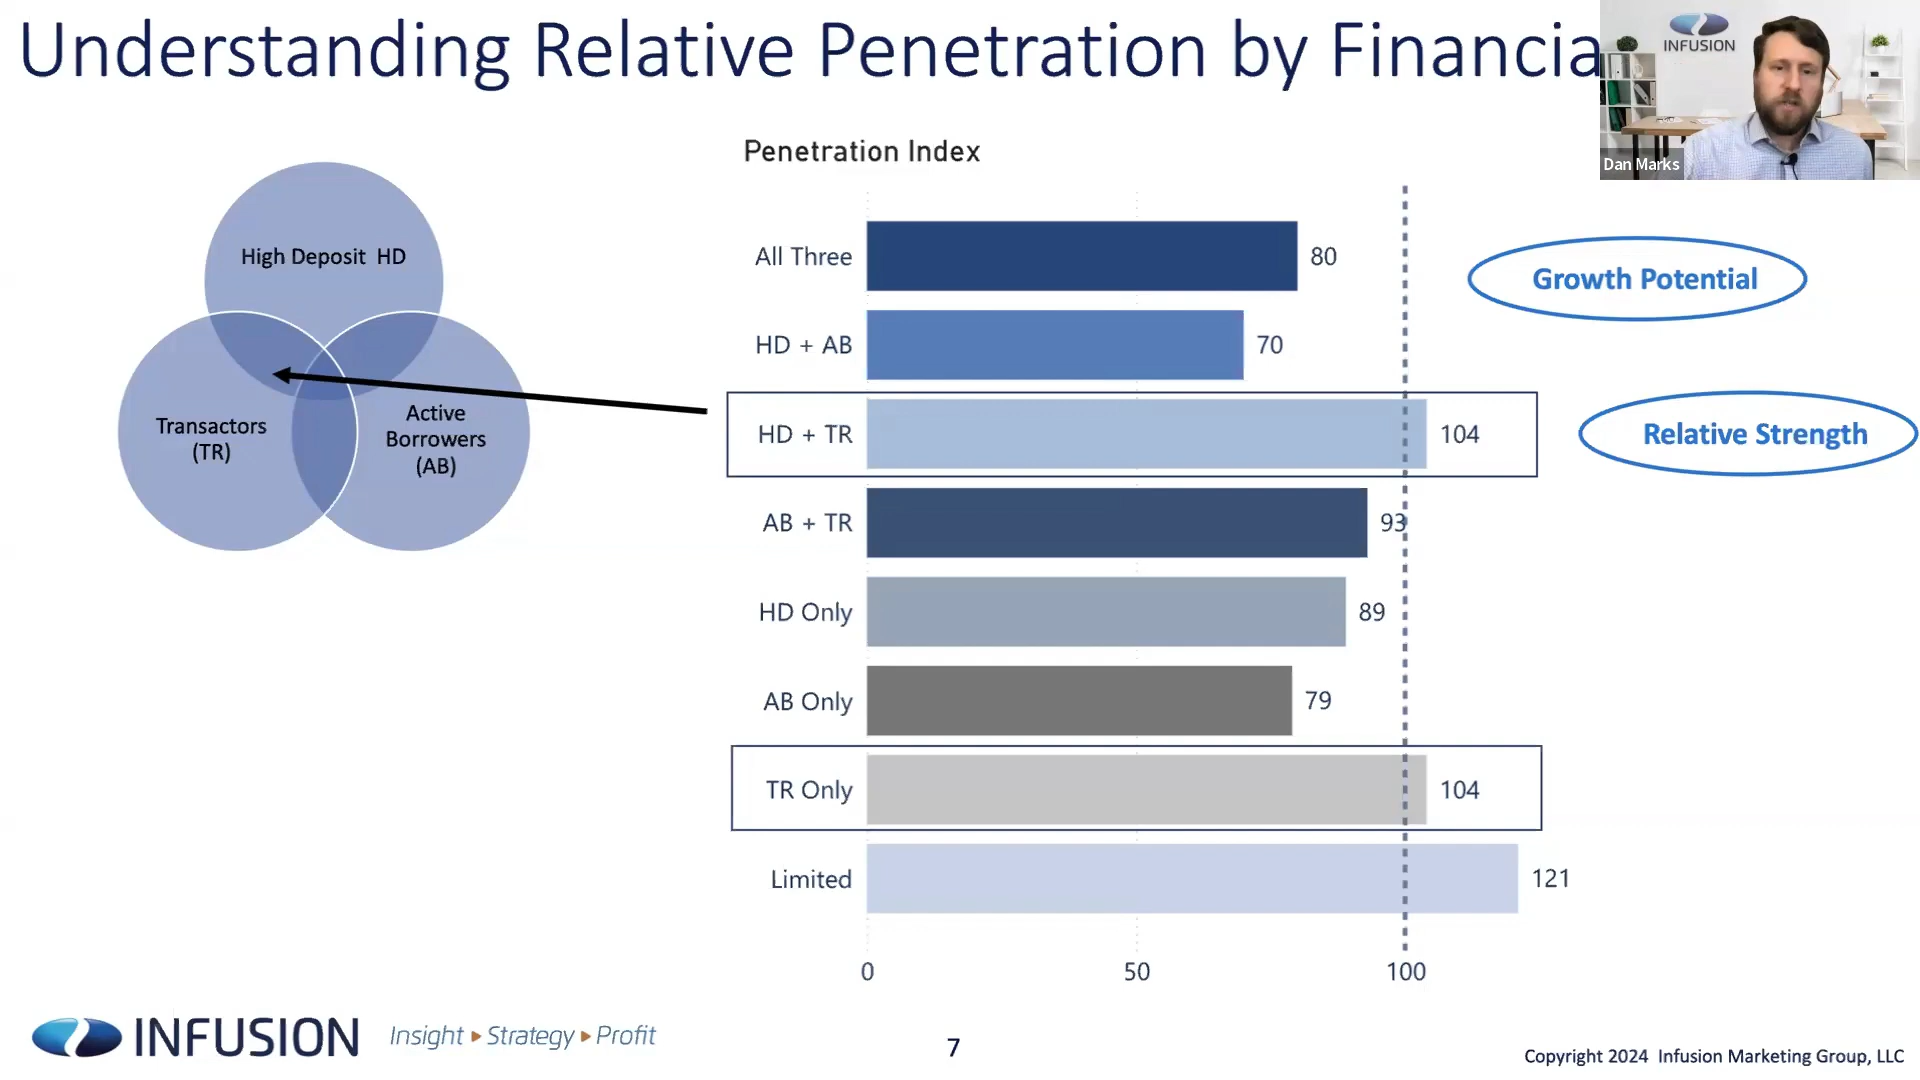 Understanding Relative Penetration by Financia
INFUSION
Dan Marks
Penetration Index
High Deposit HD
Transactors
(TR)
Active
Borrowers
(AB)
All Three 80
HD + AB 70
HD + TR 104
AB + TR 93
HD Only 89
AB Only 79
TR Only 104
Limited 121
0 50 100
Growth Potential
Relative Strength
INFUSION Insight Strategy Profit
7
Copyright 2024 Infusion Marketing Group, LLC